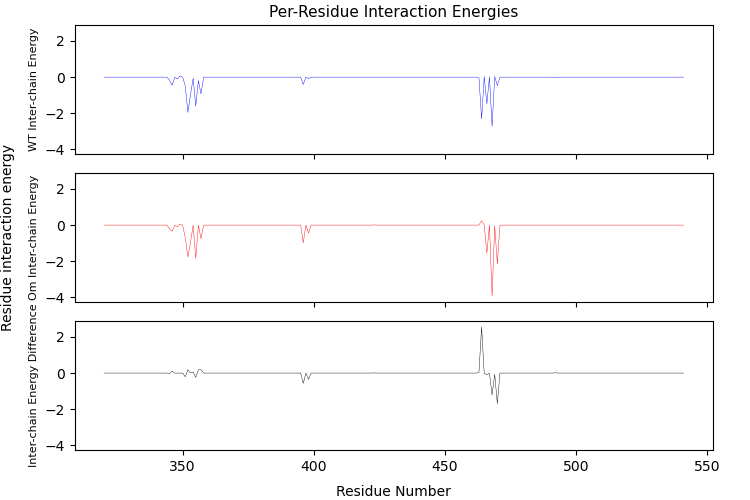 Per-Residue Interaction Energies
Residue interaction energy
WT Inter-chain Energy
2
0
−2
−4
Om Inter-chain Energy
2
0
−2
−4
Inter-chain Energy Difference
2
0
−2
−4
350
400
450
500
550
Residue Number